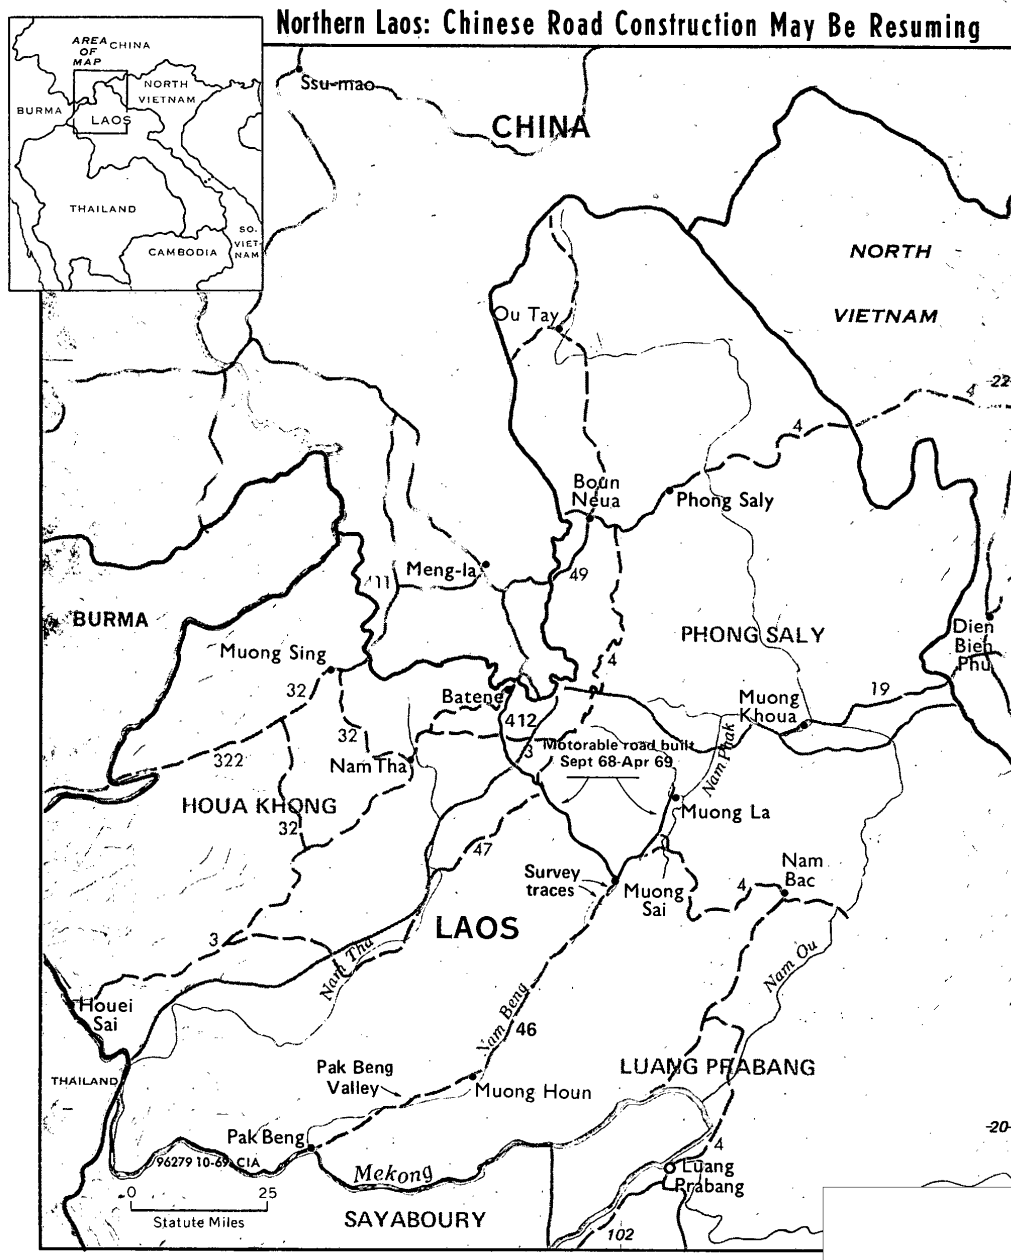 Northern Laos: Chinese Road Construction May Be Resuming
AREA
OF
MAP
CHINA
NORTH
VIETNAM
BURMA
LAOS
THAILAND
SO.
VIET-
NAM
CAMBODIA
Ssu-mao
CHINA
NORTH
VIETNAM
Ou Tay
4
22
4
Boun
Neua
Phong Saly
Meng-la
49
411
BURMA
PHONG SALY
Dien
Bien
Phu
Muong Sing
4
32
Batene
Muong
Khoua
19
412
32
3
Motorable road built
Sept 68-Apr 69
322
Nam Tha
Nam Phak
HOUA KHONG
Muong La
32
47
Survey
traces
Muong
Sai
Nam
Bac
4
LAOS
3
Nam Tha
Nam Ou
Houei
Sai
Nam Beng
46
THAILAND
Pak Beng
Valley
LUANG PRABANG
Muong Houn
Pak Beng
20
4
96279 10-69 CIA
Mekong
Luang
Prabang
0 25
Statute Miles
SAYABOURY
102